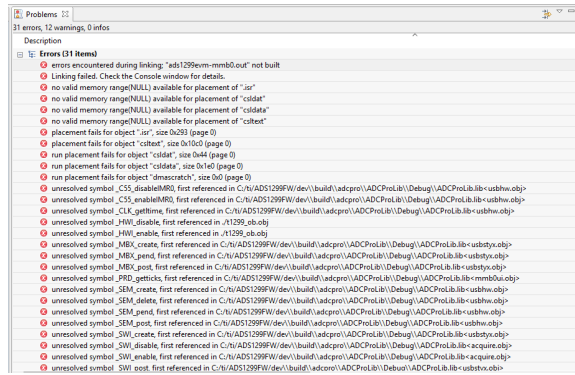 Problems
31 errors, 12 warnings, 0 infos
Description
Errors (31 items)
errors encountered during linking; "ads1299evm-mmb0.out" not built
Linking failed. Check the Console window for details.
no valid memory range(NULL) available for placement of ".isr"
no valid memory range(NULL) available for placement of "csldat"
no valid memory range(NULL) available for placement of "csldata"
no valid memory range(NULL) available for placement of "csltext"
placement fails for object ".isr", size 0x293 (page 0)
placement fails for object "csltext", size 0x10c0 (page 0)
run placement fails for object "csldat", size 0x44 (page 0)
run placement fails for object "csldata", size 0x1e0 (page 0)
run placement fails for object "dmascratch", size 0x0 (page 0)
unresolved symbol _C55_disableIMR0, first referenced in C:/ti/ADS1299FW/dev\\build\\adcpro\\ADCProLib\\Debug\\ADCProLib.lib<usbhw.obj>
unresolved symbol _C55_enableIMR0, first referenced in C:/ti/ADS1299FW/dev\\build\\adcpro\\ADCProLib\\Debug\\ADCProLib.lib<usbhw.obj>
unresolved symbol _CLK_getltime, first referenced in C:/ti/ADS1299FW/dev\\build\\adcpro\\ADCProLib\\Debug\\ADCProLib.lib<usbhw.obj>
unresolved symbol _HWI_disable, first referenced in ./t1299_ob.obj
unresolved symbol _HWI_enable, first referenced in ./t1299_ob.obj
unresolved symbol _MBX_create, first referenced in C:/ti/ADS1299FW/dev\\build\\adcpro\\ADCProLib\\Debug\\ADCProLib.lib<usbstyx.obj>
unresolved symbol _MBX_pend, first referenced in C:/ti/ADS1299FW/dev\\build\\adcpro\\ADCProLib\\Debug\\ADCProLib.lib<usbstyx.obj>
unresolved symbol _MBX_post, first referenced in C:/ti/ADS1299FW/dev\\build\\adcpro\\ADCProLib\\Debug\\ADCProLib.lib<usbstyx.obj>
unresolved symbol _PRD_getticks, first referenced in C:/ti/ADS1299FW/dev\\build\\adcpro\\ADCProLib\\Debug\\ADCProLib.lib<mmb0ui.obj>
unresolved symbol _SEM_create, first referenced in C:/ti/ADS1299FW/dev\\build\\adcpro\\ADCProLib\\Debug\\ADCProLib.lib<usbhw.obj>
unresolved symbol _SEM_delete, first referenced in C:/ti/ADS1299FW/dev\\build\\adcpro\\ADCProLib\\Debug\\ADCProLib.lib<usbhw.obj>
unresolved symbol _SEM_pend, first referenced in C:/ti/ADS1299FW/dev\\build\\adcpro\\ADCProLib\\Debug\\ADCProLib.lib<usbhw.obj>
unresolved symbol _SEM_post, first referenced in C:/ti/ADS1299FW/dev\\build\\adcpro\\ADCProLib\\Debug\\ADCProLib.lib<usbhw.obj>
unresolved symbol _SWI_create, first referenced in C:/ti/ADS1299FW/dev\\build\\adcpro\\ADCProLib\\Debug\\ADCProLib.lib<usbstyx.obj>
unresolved symbol _SWI_disable, first referenced in C:/ti/ADS1299FW/dev\\build\\adcpro\\ADCProLib\\Debug\\ADCProLib.lib<acquire.obj>
unresolved symbol _SWI_enable, first referenced in C:/ti/ADS1299FW/dev\\build\\adcpro\\ADCProLib\\Debug\\ADCProLib.lib<acquire.obj>
unresolved symbol _SWI_post, first referenced in C:/ti/ADS1299FW/dev\\build\\adcpro\\ADCProLib\\Debug\\ADCProLib.lib<usbstyx.obj>